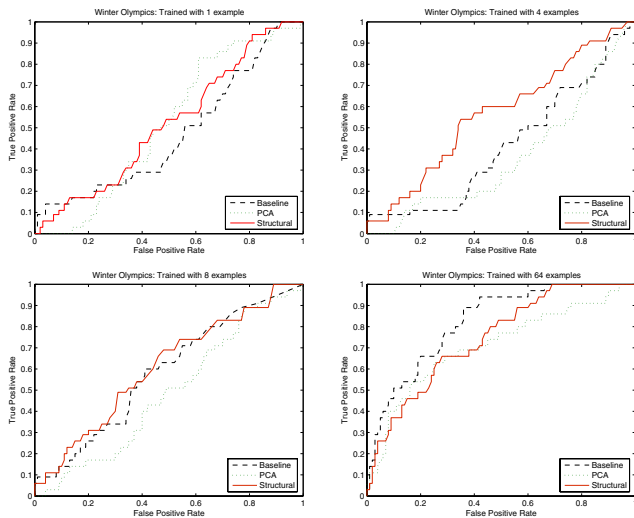 Winter Olympics: Trained with 1 example
1
0.9
0.8
0.7
0.6
0.5
0.4
0.3
0.2
0.1
0
True Positive Rate
0
0.2
0.4
0.6
0.8
1
False Positive Rate
Baseline
PCA
Structural
Winter Olympics: Trained with 4 examples
1
0.9
0.8
0.7
0.6
0.5
0.4
0.3
0.2
0.1
0
True Positive Rate
0
0.2
0.4
0.6
0.8
1
False Positive Rate
Baseline
PCA
Structural
Winter Olympics: Trained with 8 examples
1
0.9
0.8
0.7
0.6
0.5
0.4
0.3
0.2
0.1
0
True Positive Rate
0
0.2
0.4
0.6
0.8
1
False Positive Rate
Baseline
PCA
Structural
Winter Olympics: Trained with 64 examples
1
0.9
0.8
0.7
0.6
0.5
0.4
0.3
0.2
0.1
0
True Positive Rate
0
0.2
0.4
0.6
0.8
1
False Positive Rate
Baseline
PCA
Structural